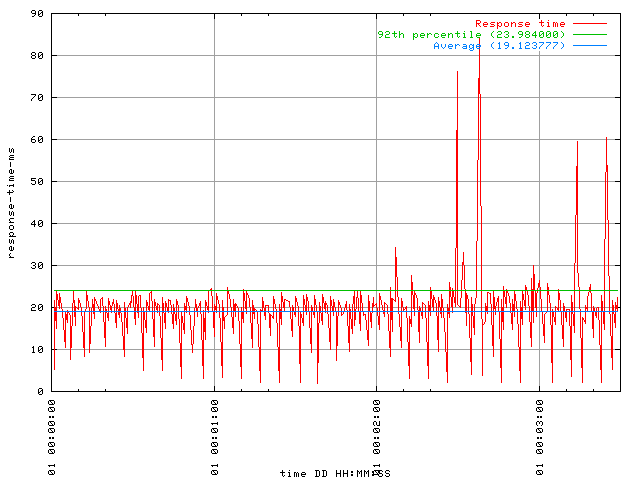 90
80
70
60
50
40
30
20
10
0
response-time-ms
Response time
92th percentile (23.984000)
Average (19.123777)
01 00:00:00
01 00:01:00
01 00:02:00
01 00:03:00
time DD HH:MM:SS